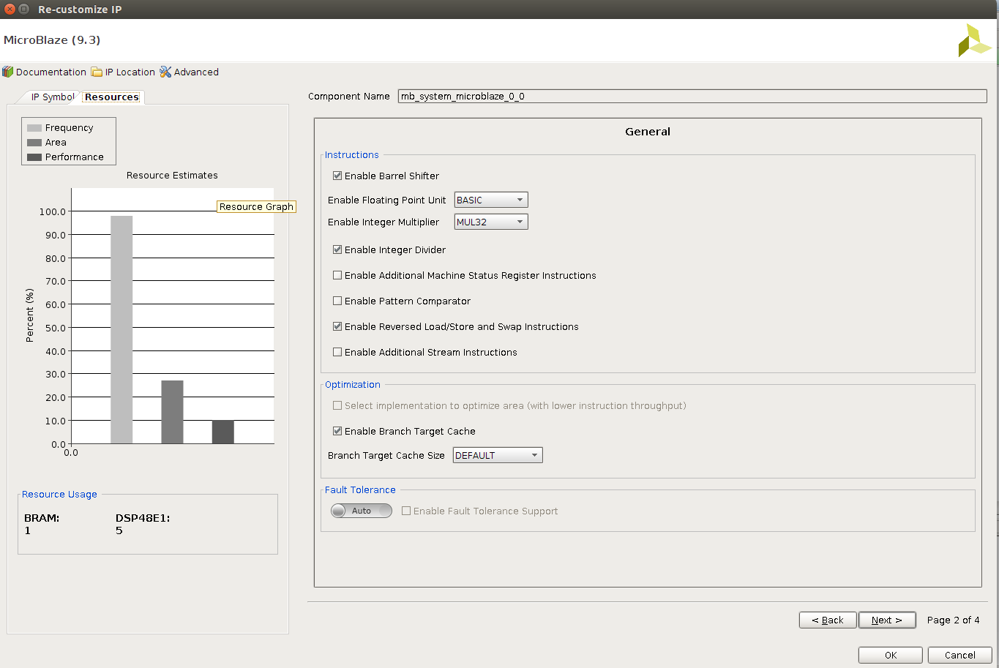 Re-customize IP
MicroBlaze (9.3)
Documentation IP Location Advanced
IP Symbol Resources
Frequency
Area
Performance
Resource Estimates
Resource Graph
100.0
90.0
80.0
70.0
60.0
50.0
40.0
30.0
20.0
10.0
0.0
0.0
Percent (%)
Resource Usage
BRAM: DSP48E1:
1 5
Component Name mb_system_microblaze_0_0
General
Instructions
Enable Barrel Shifter
Enable Floating Point Unit BASIC
Enable Integer Multiplier MUL32
Enable Integer Divider
Enable Additional Machine Status Register Instructions
Enable Pattern Comparator
Enable Reversed Load/Store and Swap Instructions
Enable Additional Stream Instructions
Optimization
Select implementation to optimize area (with lower instruction throughput)
Enable Branch Target Cache
Branch Target Cache Size DEFAULT
Fault Tolerance
Auto Enable Fault Tolerance Support
< Back Next > Page 2 of 4
OK Cancel